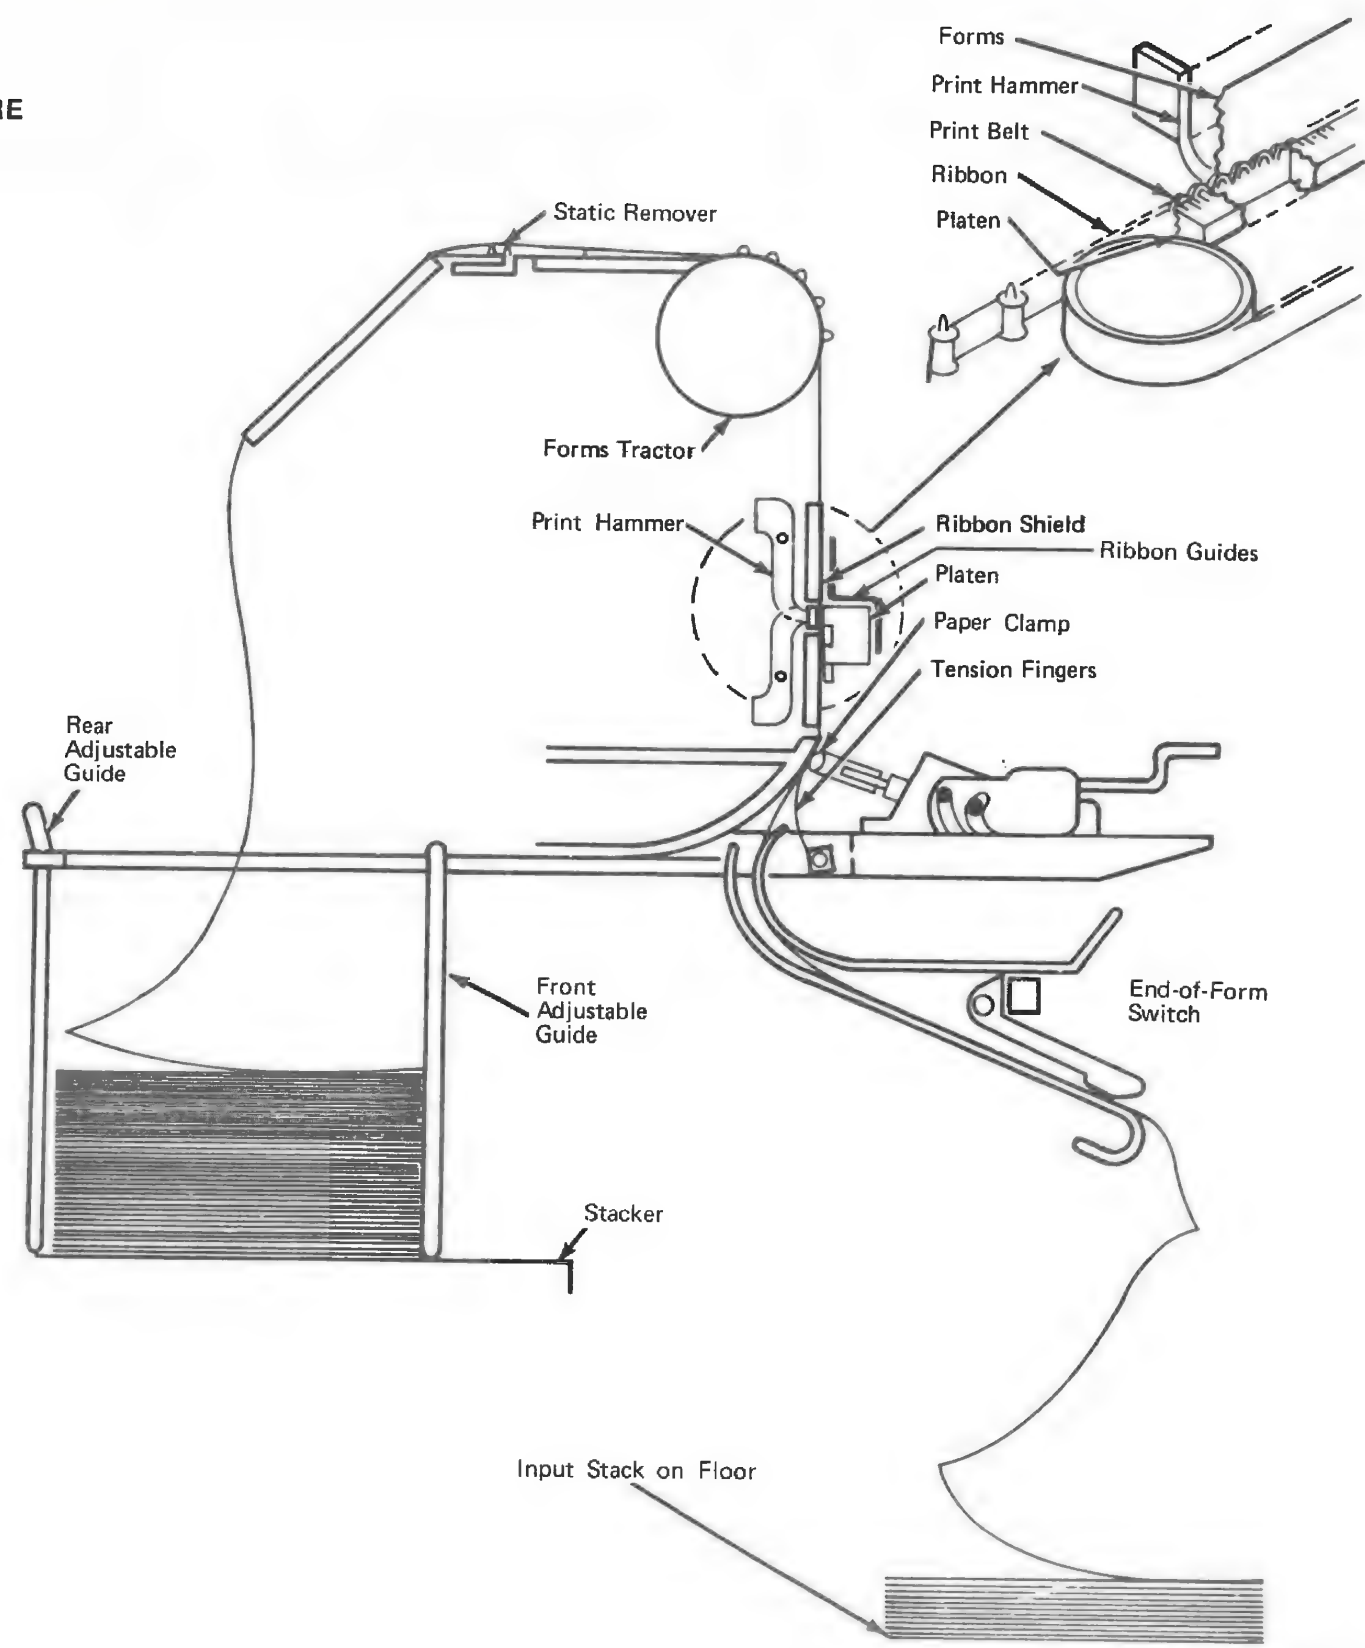 RE
Forms
Print Hammer
Print Belt
Ribbon
Platen
Static Remover
Forms Tractor
Print Hammer
Ribbon Shield
Ribbon Guides
Platen
Paper Clamp
Tension Fingers
Rear
Adjustable
Guide
Front
Adjustable
Guide
End-of-Form
Switch
Stacker
Input Stack on Floor